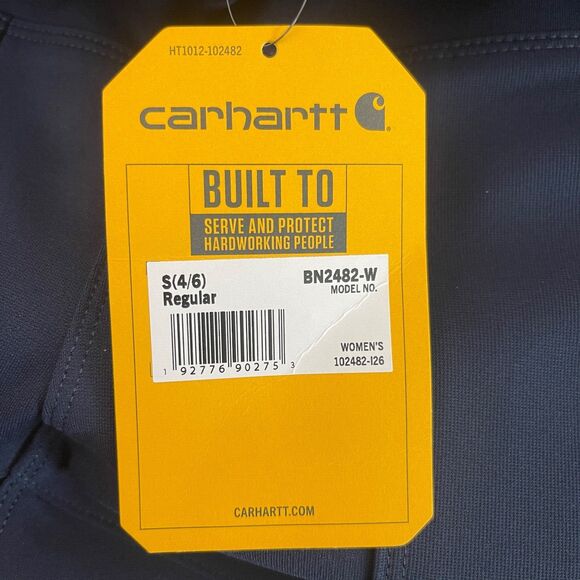 HT1012-102482
carhartt
BUILT TO
SERVE AND PROTECT
HARDWORKING PEOPLE
S(4/6)
Regular
BN2482-W
MODEL NO.
WOMEN'S
102482-I26
1 92776 90275 3
CARHARTT.COM